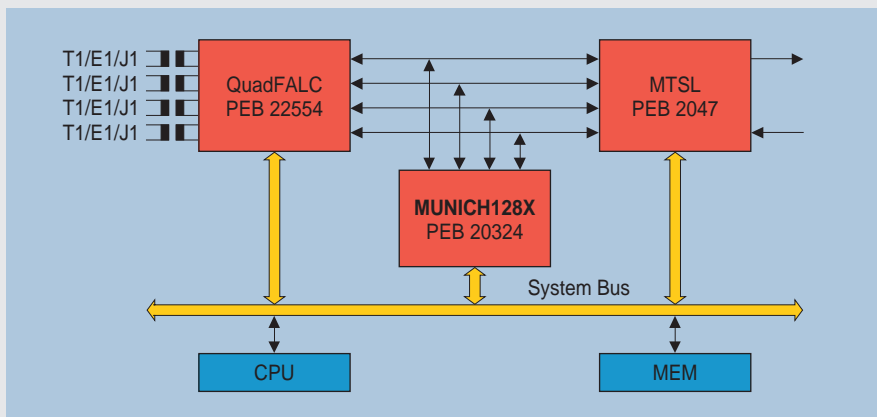 T1/E1/J1
T1/E1/J1
T1/E1/J1
T1/E1/J1
QuadFALC
PEB 22554
MTSL
PEB 2047
MUNICH128X
PEB 20324
System Bus
CPU
MEM